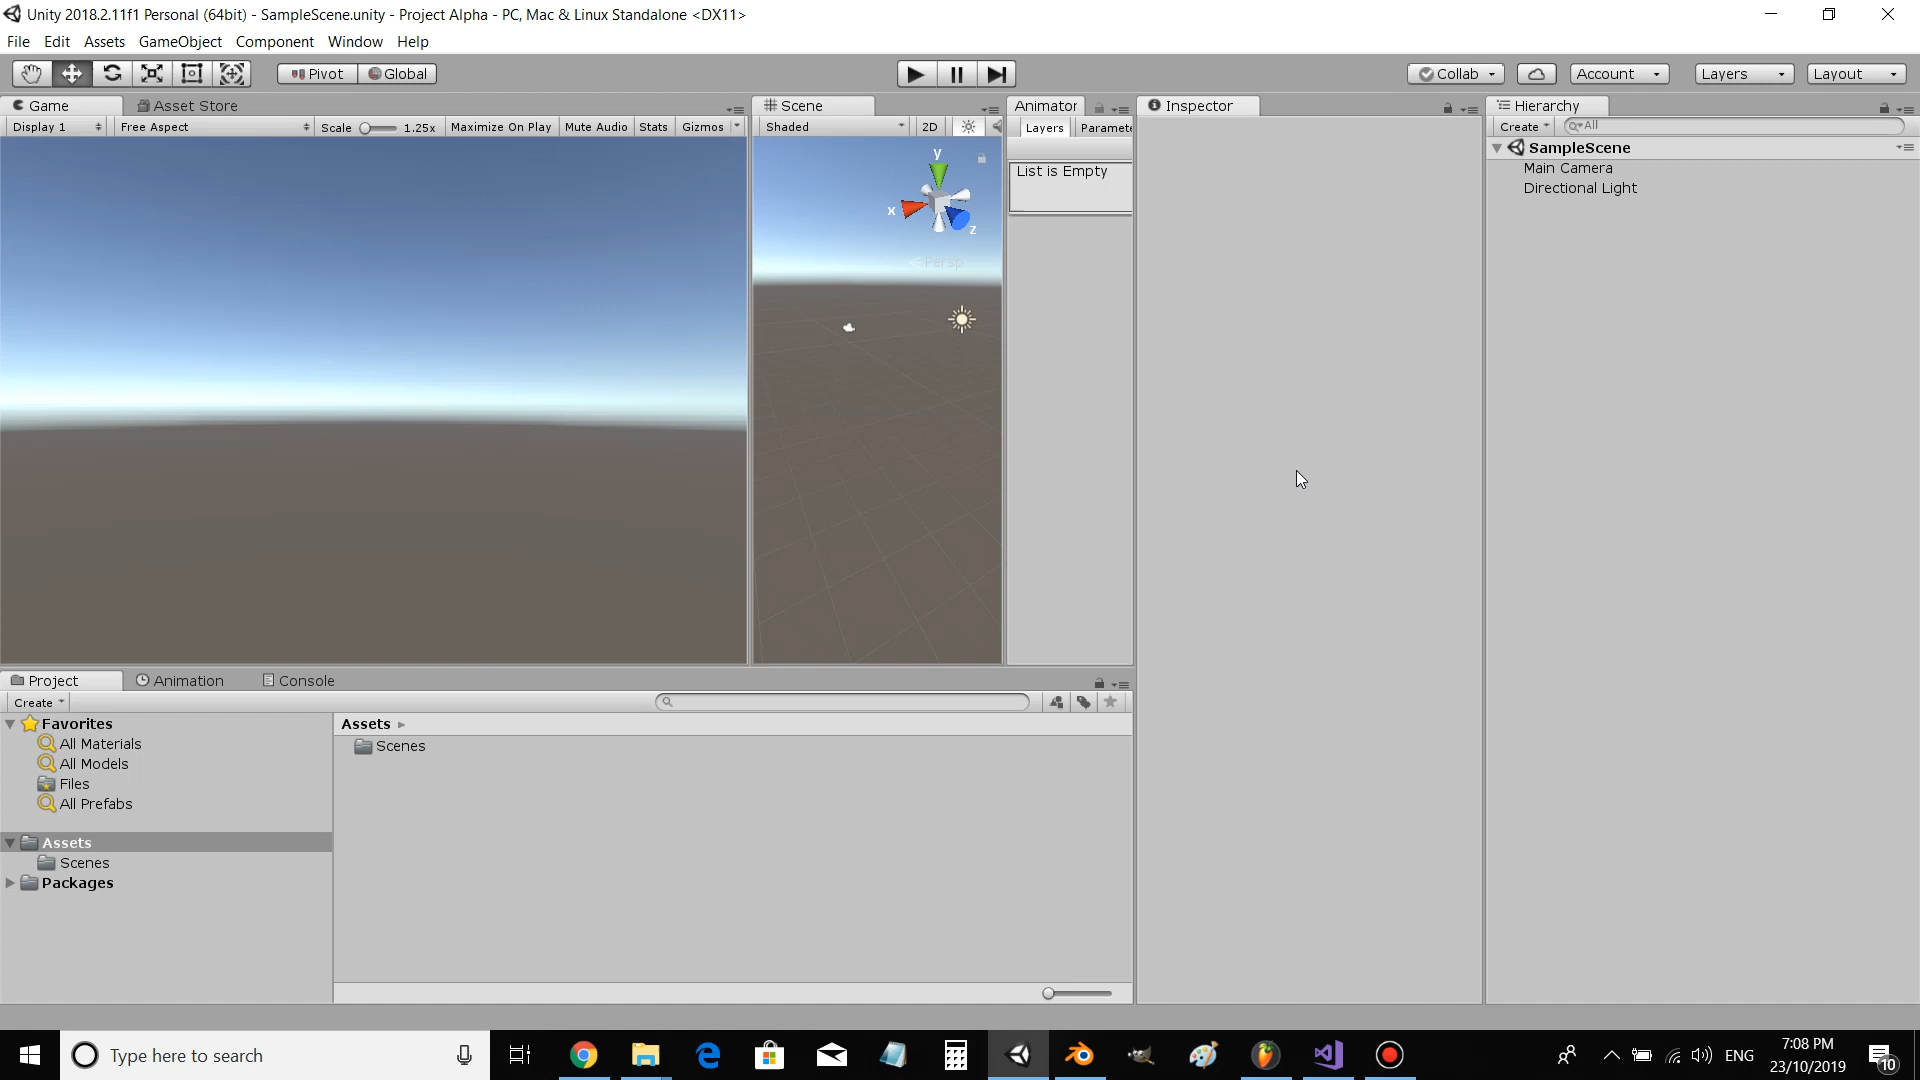 Unity 2018.2.11f1 Personal (64bit) - SampleScene.unity - Project Alpha - PC, Mac & Linux Standalone <DX11>
File Edit Assets GameObject Component Window Help
Pivot Global Collab Account Layers Layout
Game Asset Store Scene Animator Inspector Hierarchy
Display 1 Free Aspect Scale 1.25x Maximize On Play Mute Audio Stats Gizmos Shaded 2D Layers Paramete Create All
SampleScene
Main Camera
Directional Light
List is Empty
y
x
z
Persp
Project Animation Console
Create
Favorites
All Materials
All Models
Files
All Prefabs
Assets
Scenes
Packages
Assets
Scenes
Type here to search
ENG
7:08 PM
23/10/2019
10